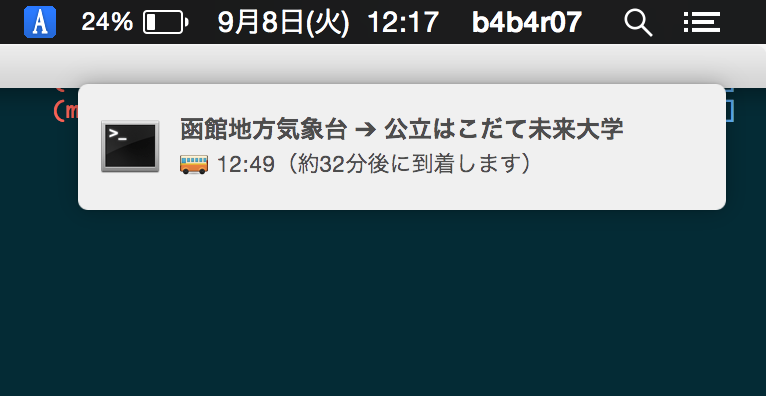 A 24% 9月8日(火) 12:17 b4b4r07
(m
函館地方気象台 ➔ 公立はこだて未来大学
🚌 12:49（約32分後に到着します）
>_